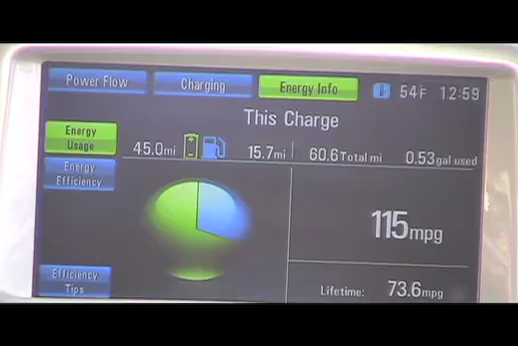 Power Flow
Charging
Energy Info
54F
12:59
This Charge
Energy
Usage
45.0mi
15.7mi
60.6Total mi
0.53gal used
Energy
Efficiency
115mpg
Efficiency
Tips
Lifetime: 73.6mpg